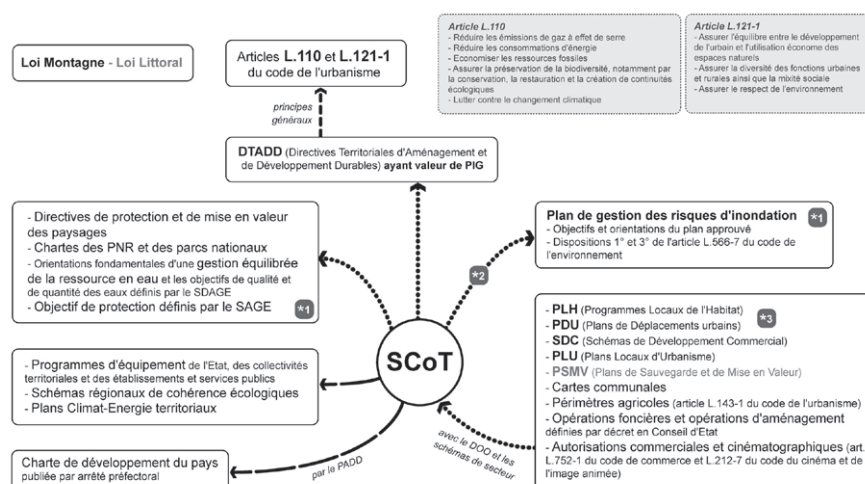 Loi Montagne - Loi Littoral
Articles L.110 et L.121-1
du code de l'urbanisme
Article L.110
- Réduire les émissions de gaz à effet de serre
- Réduire les consommations d'énergie
- Economiser les ressources fossiles
- Assurer la préservation de la biodiversité, notamment par
la conservation, la restauration et la création de continuités
écologiques
- Lutter contre le changement climatique
Article L.121-1
- Assurer l'équilibre entre le développement
de l'urbain et l'utilisation économe des
espaces naturels
- Assurer la diversité des fonctions urbaines
et rurales ainsi que la mixité sociale
- Assurer le respect de l'environnement
principes
généraux
DTADD (Directives Territoriales d'Aménagement et
de Développement Durables) ayant valeur de PIG
- Directives de protection et de mise en valeur
des paysages
- Chartes des PNR et des parcs nationaux
- Orientations fondamentales d'une gestion équilibrée
de la ressource en eau et les objectifs de qualité et
de quantité des eaux définis par le SDAGE
- Objectif de protection définis par le SAGE
*1
Plan de gestion des risques d'inondation
*1
- Objectifs et orientations du plan approuvé
- Dispositions 1° et 3° de l'article L.566-7 du code de
l'environnement
*2
SCoT
- PLH (Programmes Locaux de l'Habitat)
*3
- PDU (Plans de Déplacements urbains)
- SDC (Schémas de Développement Commercial)
- PLU (Plans Locaux d'Urbanisme)
- PSMV (Plans de Sauvegarde et de Mise en Valeur)
- Cartes communales
- Périmètres agricoles (article L.143-1 du code de l'urbanisme)
- Opérations foncières et opérations d'aménagement
définies par décret en Conseil d'Etat
- Autorisations commerciales et cinématographiques (art.
L.752-1 du code de commerce et L.212-7 du code du cinéma et de
l'image animée)
- Programmes d'équipement de l'Etat, des collectivités
territoriales et des établissements et services publics
- Schémas régionaux de cohérence écologiques
- Plans Climat-Energie territoriaux
avec le DOO et les
schémas de secteur
par le PADD
Charte de développement du pays
publiée par arrêté préfectoral